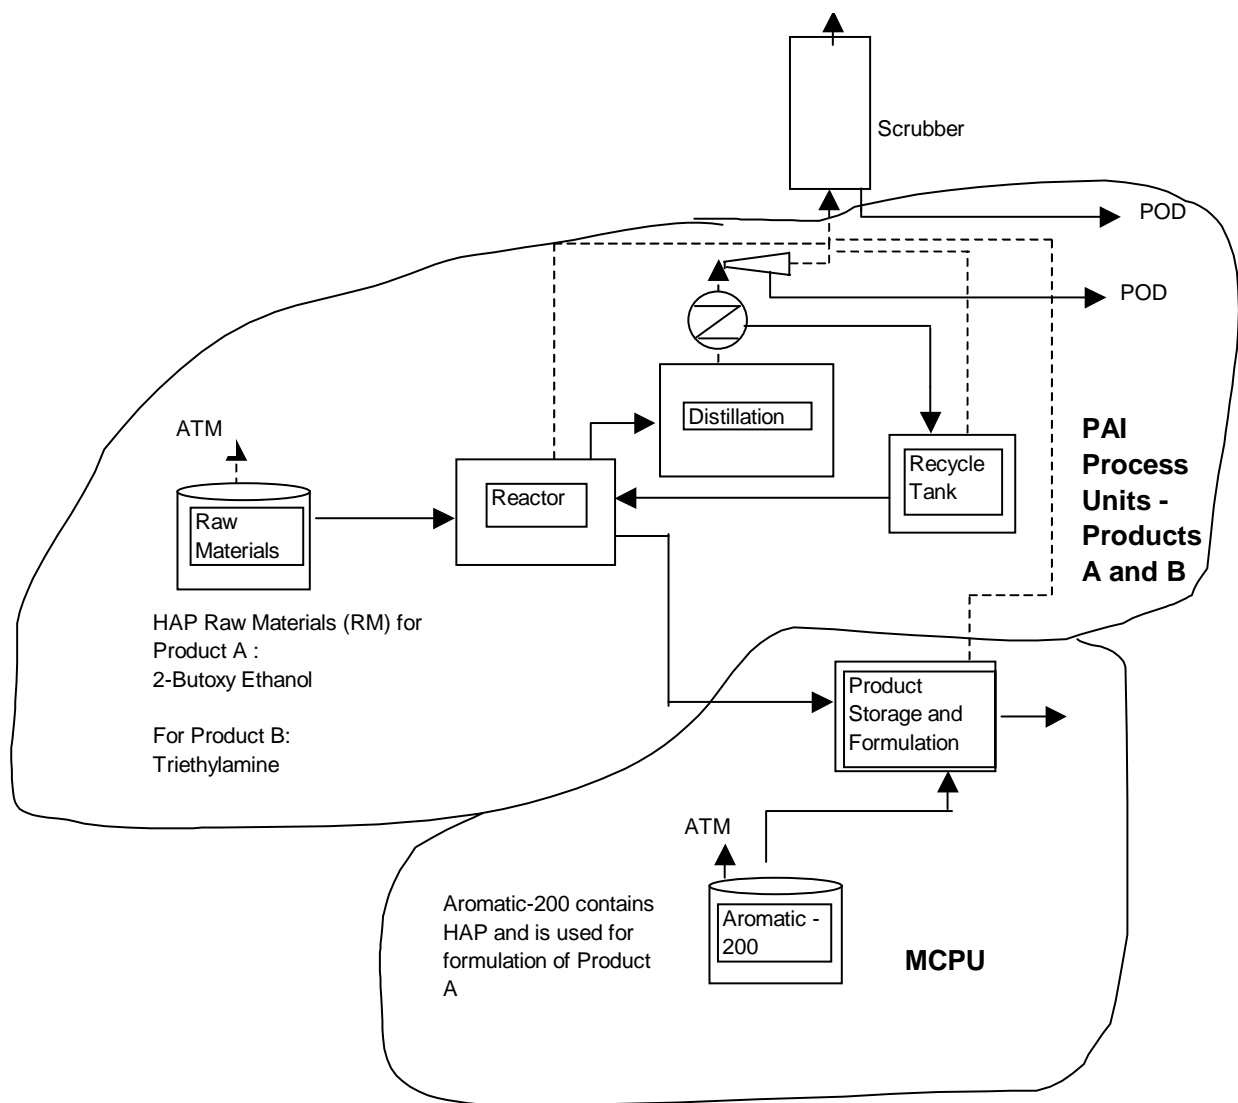 Scrubber
POD
POD
ATM
Distillation
PAI
Process
Units -
Products
A and B
Recycle
Tank
Reactor
Raw
Materials
HAP Raw Materials (RM) for
Product A :
2-Butoxy Ethanol
For Product B:
Triethylamine
Product
Storage and
Formulation
ATM
Aromatic-200 contains
HAP and is used for
formulation of Product
A
Aromatic -
200
MCPU